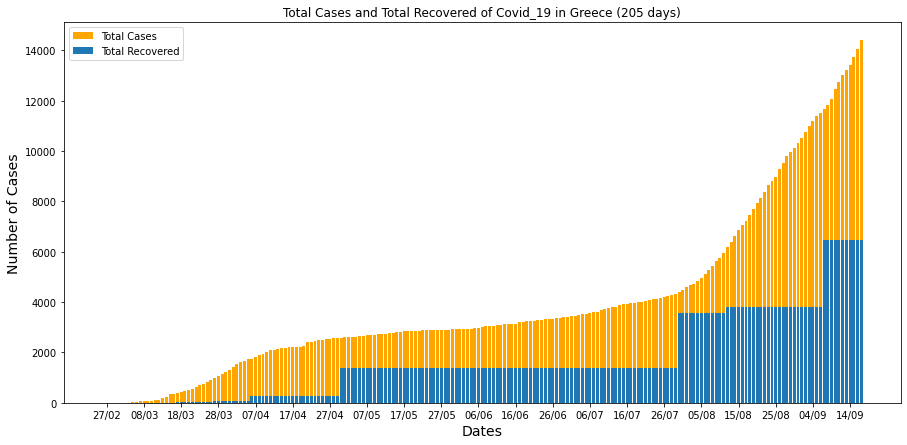 Total Cases and Total Recovered of Covid_19 in Greece (205 days)
Total Cases
Total Recovered
Number of Cases
14000
12000
10000
8000
6000
4000
2000
0
27/02 08/03 18/03 28/03 07/04 17/04 27/04 07/05 17/05 27/05 06/06 16/06 26/06 06/07 16/07 26/07 05/08 15/08 25/08 04/09 14/09
Dates